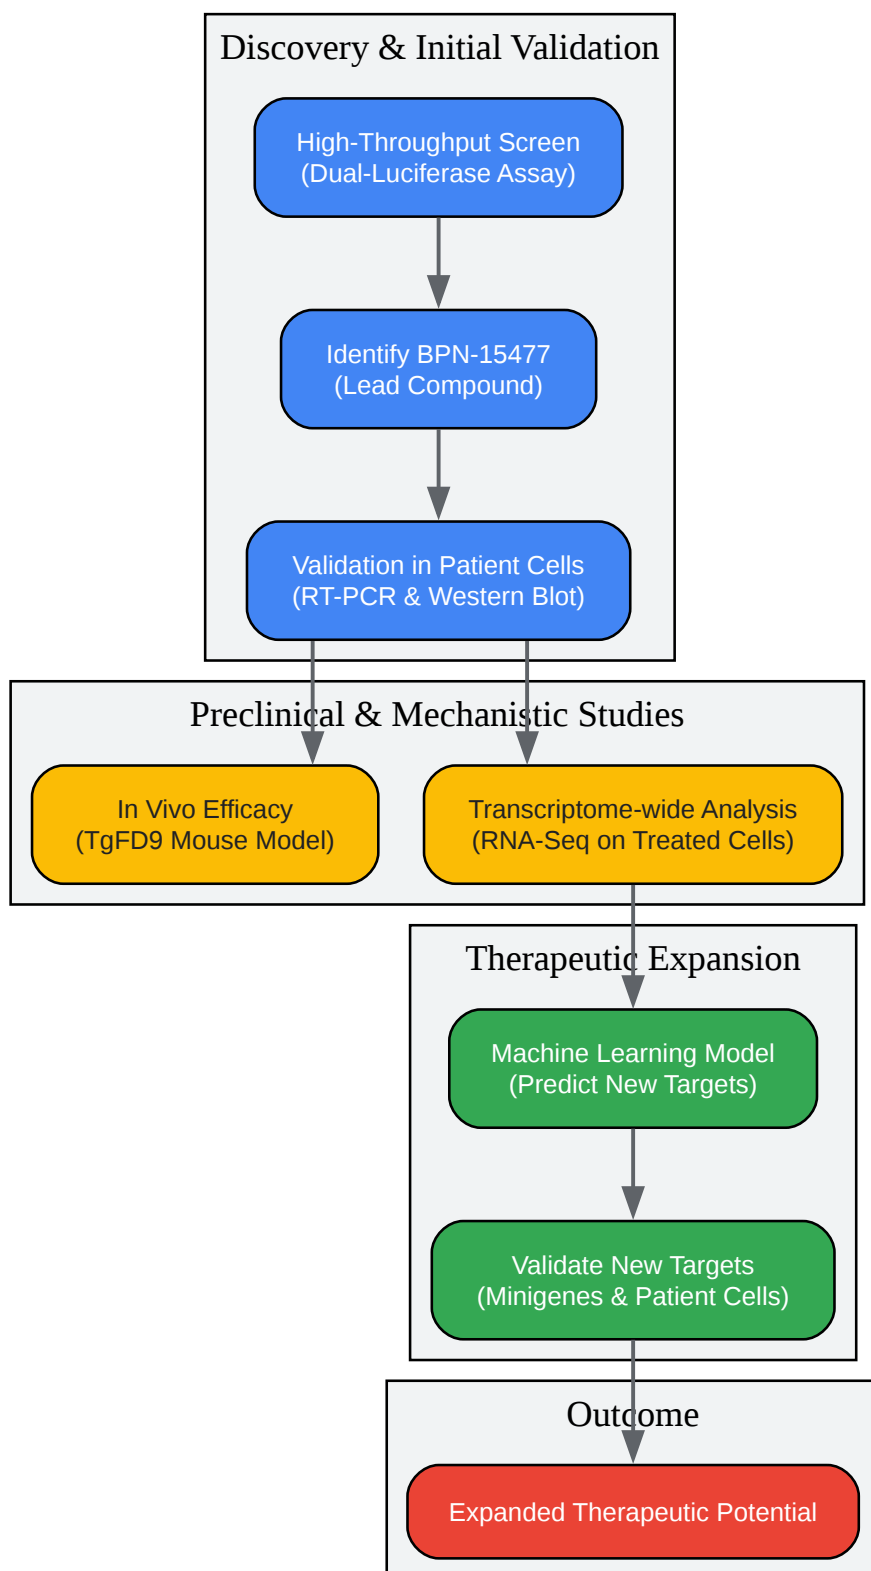 Discovery & Initial Validation
High-Throughput Screen
(Dual-Luciferase Assay)
Identify BPN-15477
(Lead Compound)
Validation in Patient Cells
(RT-PCR & Western Blot)
Preclinical & Mechanistic Studies
In Vivo Efficacy
(TgFD9 Mouse Model)
Transcriptome-wide Analysis
(RNA-Seq on Treated Cells)
Therapeutic Expansion
Machine Learning Model
(Predict New Targets)
Validate New Targets
(Minigenes & Patient Cells)
Outcome
Expanded Therapeutic Potential